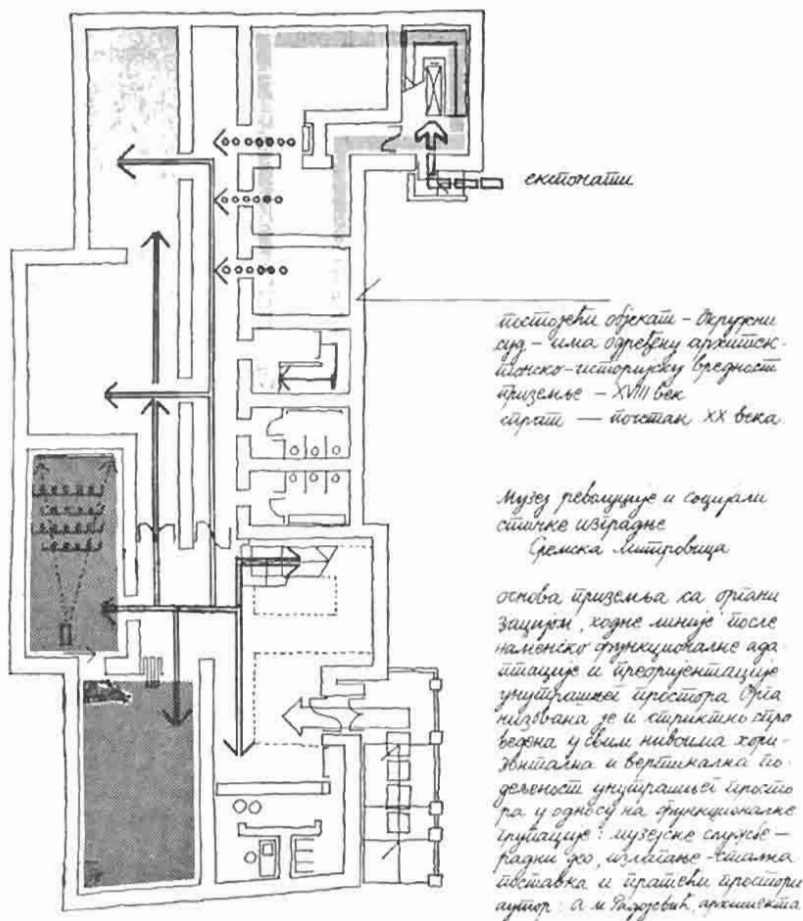 експонати
постојећи објекат – Окружни
суд – има одређену архитек-
тонско-историјску вредност
приземље – XVIII век
спрат — почетак XX века
музеј револуције и социјали
стичке изградње
Сремска Митровица
основа приземља са органи
зацијом, ходне линије после
наменско функционалне ада
птације и преоријентације
унутрашњег простора Орга
низована је и стриктно спро
ведена у свим нивоима хори-
зонтална и вертикална по-
дељеност унутрашњег просто
ра у односу на функционалне
групације: музејске службе –
радни део, излагање-стална
поставка и пратећи простори
аутор: а м Радојевић, архитекта